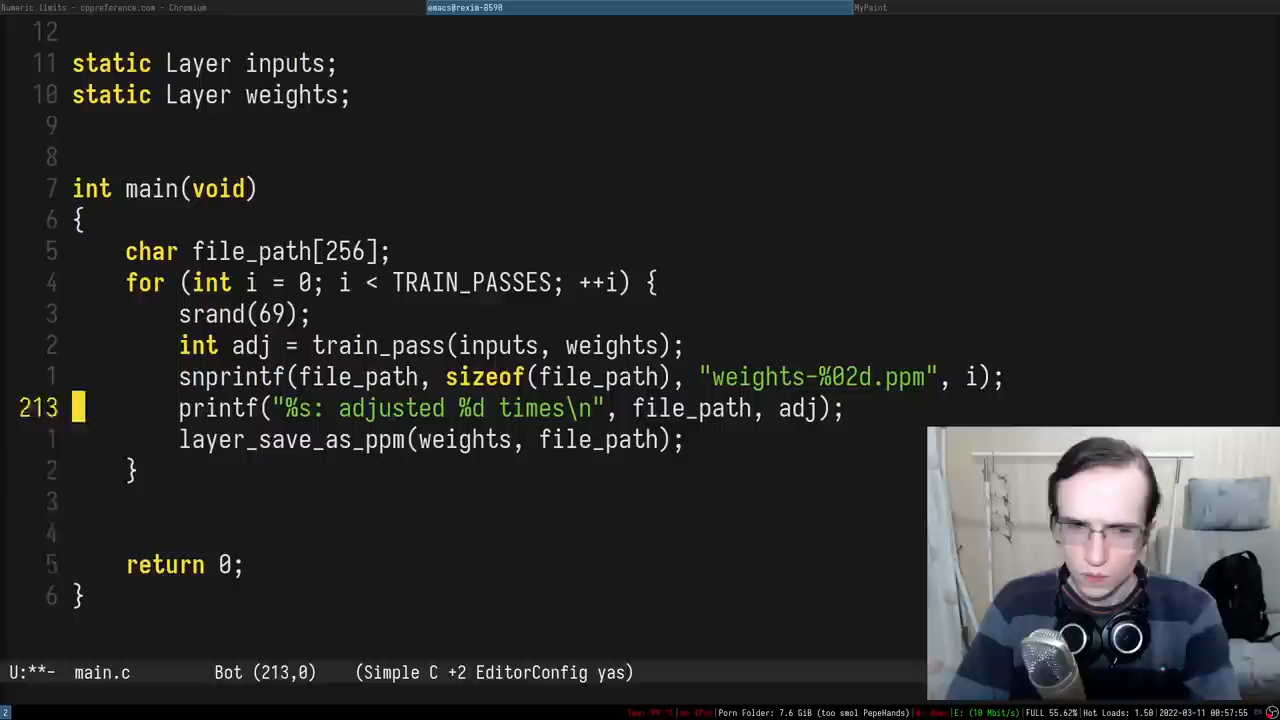 Numeric limits - cppreference.com - Chromium
emacs@rexim-B590
MyPaint
12
11 static Layer inputs;
10 static Layer weights;
9
8
7 int main(void)
6 {
5 char file_path[256];
4 for (int i = 0; i < TRAIN_PASSES; ++i) {
3 srand(69);
2 int adj = train_pass(inputs, weights);
1 snprintf(file_path, sizeof(file_path), "weights-%02d.ppm", i);
213 printf("%s: adjusted %d times\n", file_path, adj);
1 layer_save_as_ppm(weights, file_path);
2 }
3
4
5 return 0;
6 }
U:**- main.c Bot (213,0) (Simple C +2 EditorConfig yas)
2 Porn Folder: 7.6 GiB (too smol PepeHands) E: (10 Mbit/s) FULL 55.62% Hot Loads: 1.50 2022-03-11 00:57:55